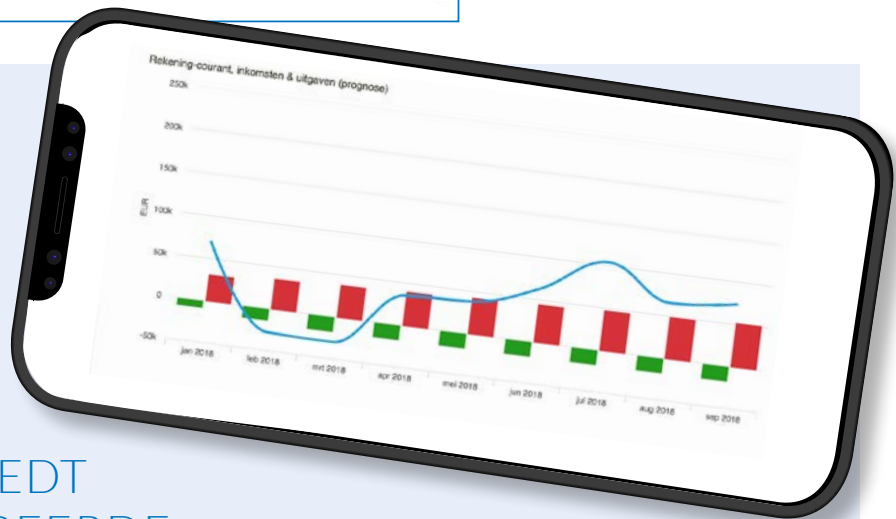 Rekening-courant, inkomsten & uitgaven (prognose)
250k
200k
150k
100k
50k
0
-50k
EUR
jan 2018
feb 2018
mrt 2018
apr 2018
mei 2018
jun 2018
jul 2018
aug 2018
sep 2018
EDT